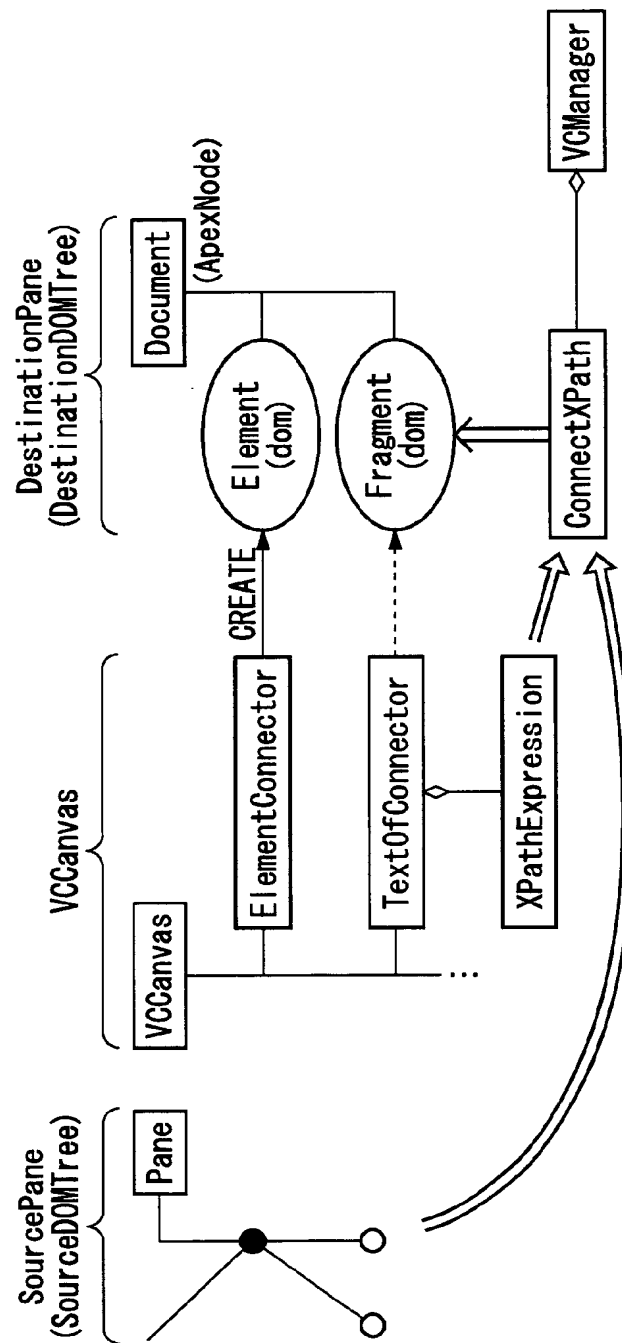 SourcePane
(SourceDOMTree)
Pane
VCCanvas
VCCanvas
ElementConnector
TextOfConnector
XPathExpression
...
CREATE
DestinationPane
(DestinationDOMTree)
Document
(ApexNode)
Element
(dom)
Fragment
(dom)
ConnectXPath
VCManager